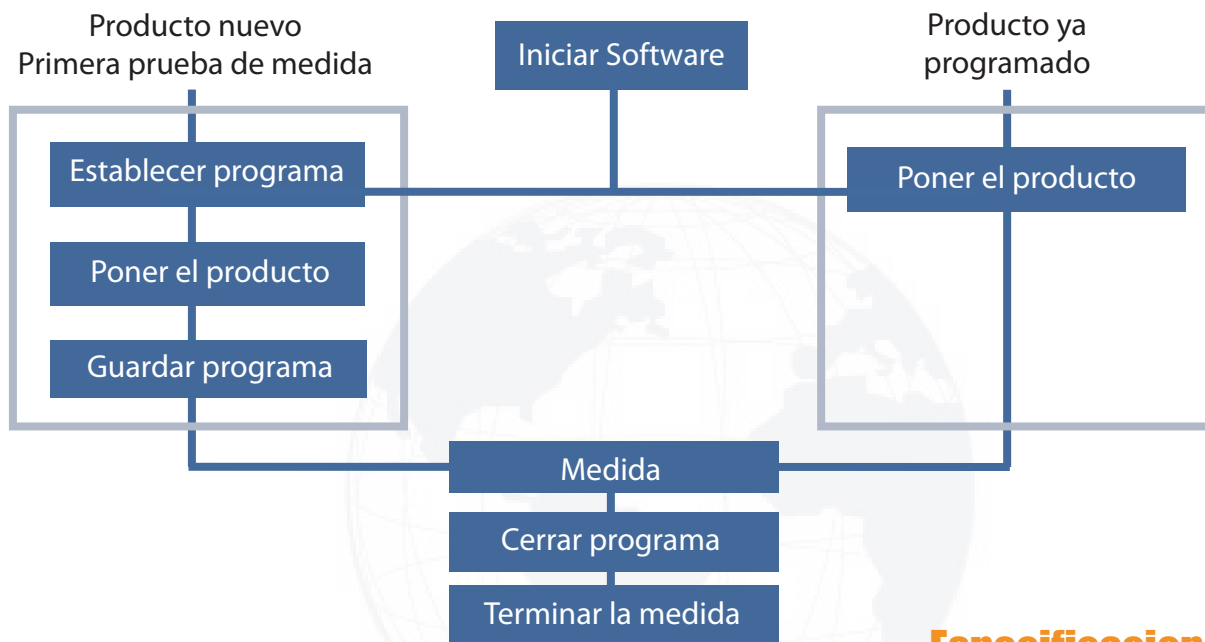 Producto nuevo
Primera prueba de medida
Iniciar Software
Producto ya
programado
Establecer programa
Poner el producto
Guardar programa
Poner el producto
Medida
Cerrar programa
Terminar la medida